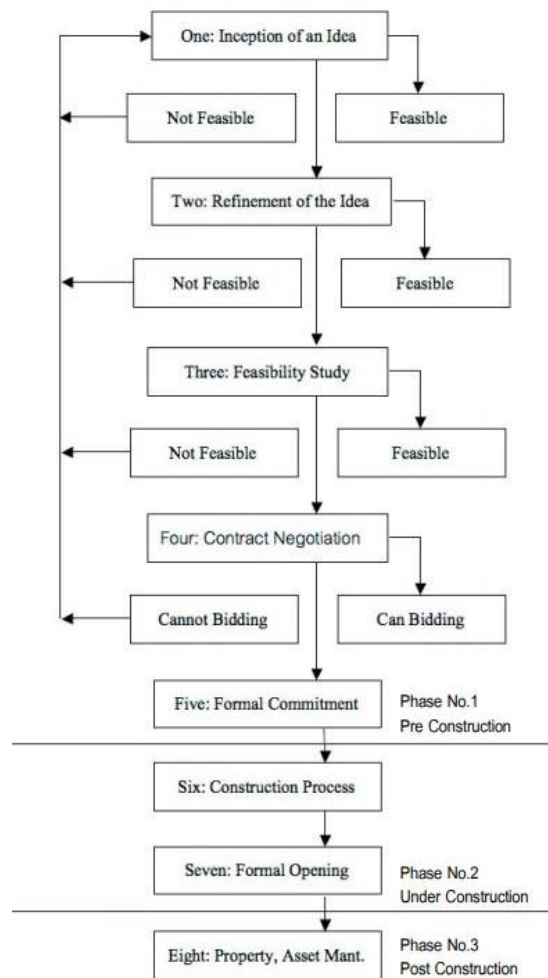 One: Inception of an Idea
Not Feasible
Feasible
Two: Refinement of the Idea
Not Feasible
Feasible
Three: Feasibility Study
Not Feasible
Feasible
Four: Contract Negotiation
Cannot Bidding
Can Bidding
Five: Formal Commitment
Phase No.1
Pre Construction
Six: Construction Process
Seven: Formal Opening
Phase No.2
Under Construction
Eight: Property, Asset Mant.
Phase No.3
Post Construction